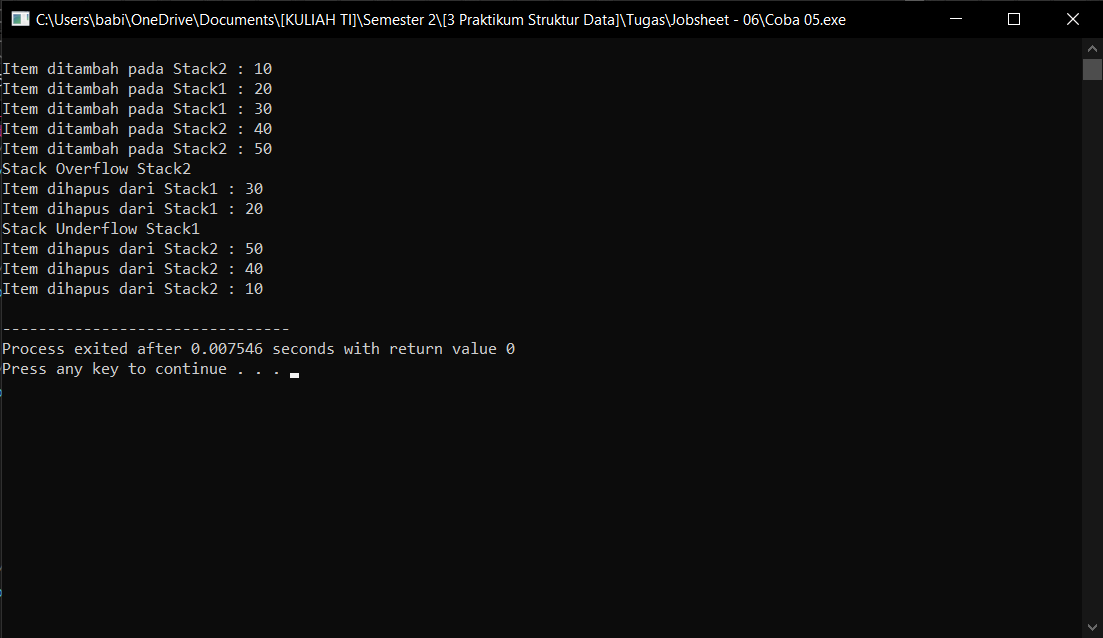 C:\Users\babi\OneDrive\Documents\[KULIAH TI]\Semester 2\[3 Praktikum Struktur Data]\Tugas\Jobsheet - 06\Coba 05.exe
Item ditambah pada Stack2 : 10
Item ditambah pada Stack1 : 20
Item ditambah pada Stack1 : 30
Item ditambah pada Stack2 : 40
Item ditambah pada Stack2 : 50
Stack Overflow Stack2
Item dihapus dari Stack1 : 30
Item dihapus dari Stack1 : 20
Stack Underflow Stack1
Item dihapus dari Stack2 : 50
Item dihapus dari Stack2 : 40
Item dihapus dari Stack2 : 10
--------------------------------
Process exited after 0.007546 seconds with return value 0
Press any key to continue . . .